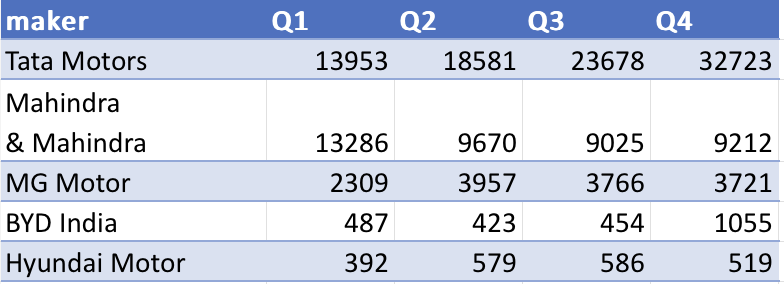 maker Q1 Q2 Q3 Q4
Tata Motors 13953 18581 23678 32723
Mahindra
& Mahindra 13286 9670 9025 9212
MG Motor 2309 3957 3766 3721
BYD India 487 423 454 1055
Hyundai Motor 392 579 586 519